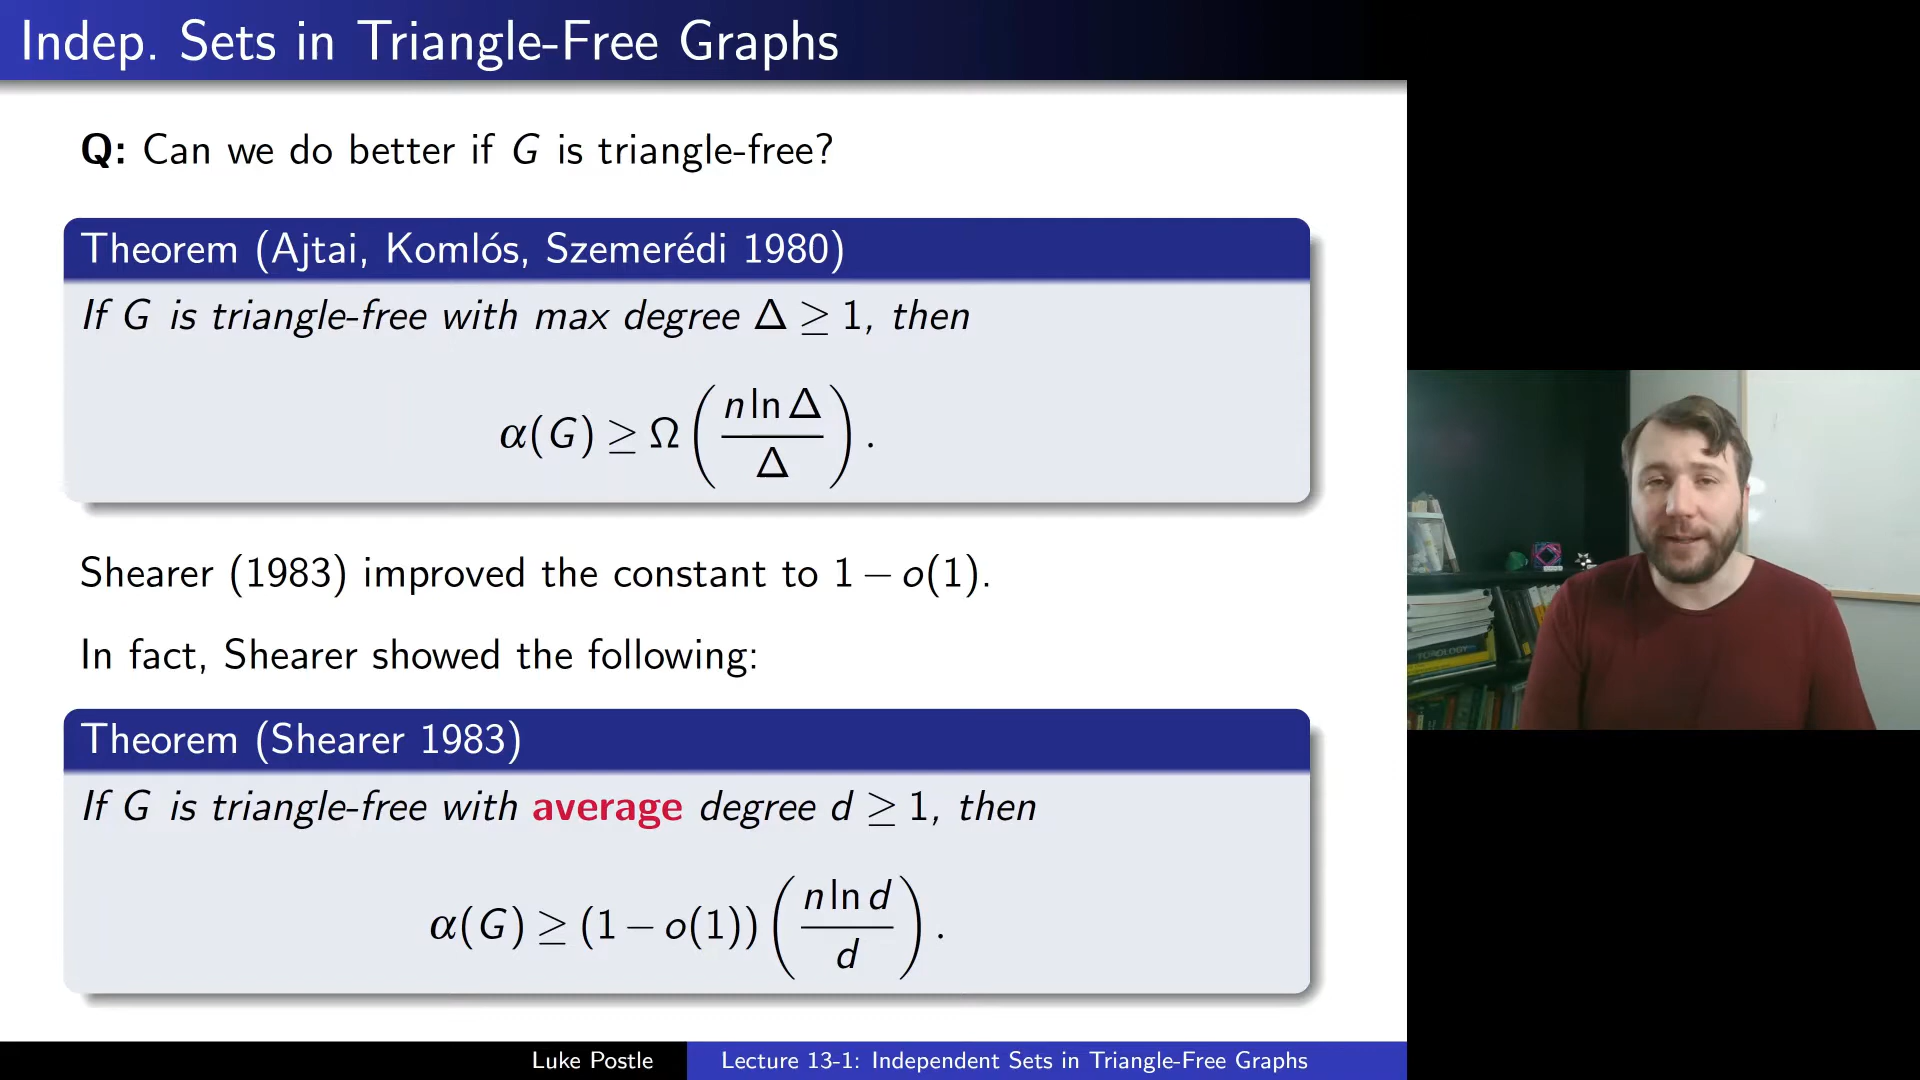 Indep. Sets in Triangle-Free Graphs
Q: Can we do better if G is triangle-free?
Theorem (Ajtai, Komlós, Szemerédi 1980)
If G is triangle-free with max degree Δ ≥ 1, then
α(G) ≥ Ω(n ln Δ / Δ).
Shearer (1983) improved the constant to 1 − o(1).
In fact, Shearer showed the following:
Theorem (Shearer 1983)
If G is triangle-free with average degree d ≥ 1, then
α(G) ≥ (1 − o(1)) (n ln d / d).
TOPOLOGY
Luke Postle
Lecture 13-1: Independent Sets in Triangle-Free Graphs